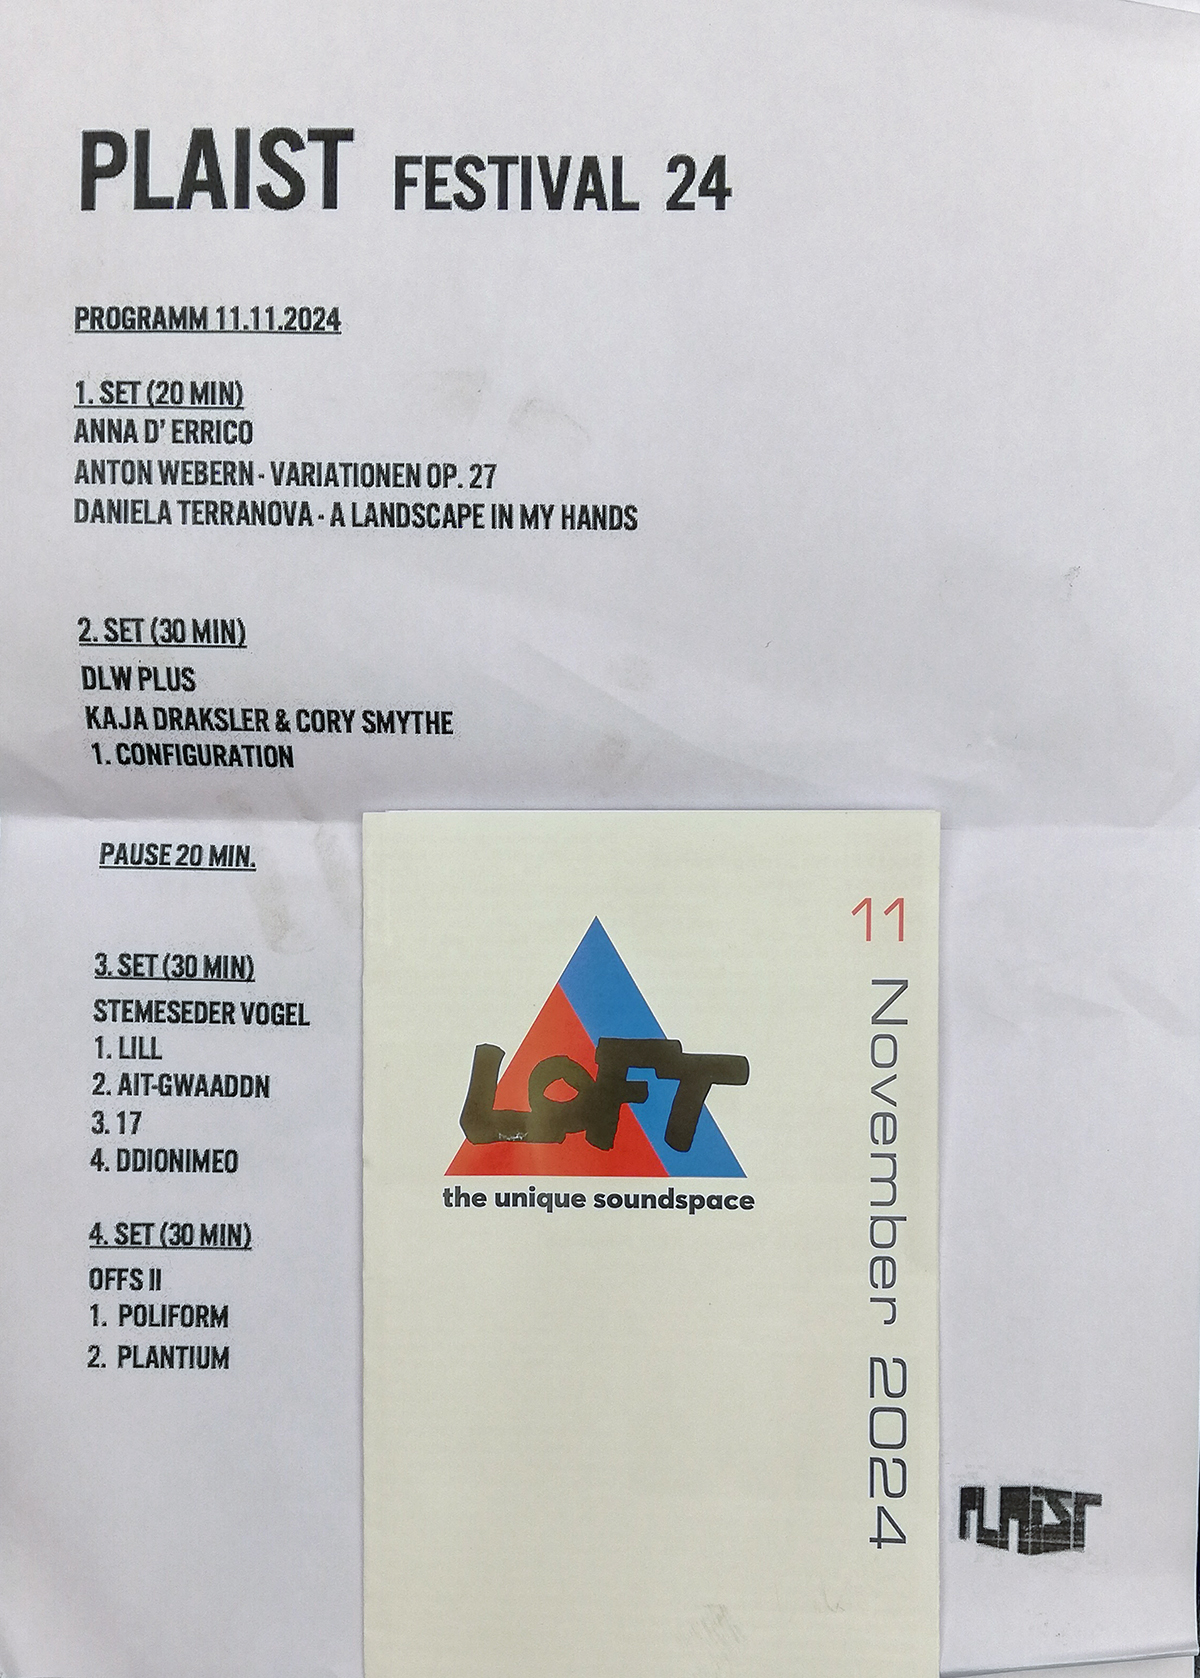 PLAIST FESTIVAL 24
PROGRAMM 11.11.2024
1. SET (20 MIN)
ANNA D' ERRICO
ANTON WEBERN - VARIATIONEN OP. 27
DANIELA TERRANOVA - A LANDSCAPE IN MY HANDS
2. SET (30 MIN)
DLW PLUS
KAJA DRAKSLER & CORY SMYTHE
1. CONFIGURATION
PAUSE 20 MIN.
3. SET (30 MIN)
STEMESEDER VOGEL
1. LILL
2. AIT-GWAADDN
3. 17
4. DDIONIMEO
4. SET (30 MIN)
OFFS II
1. POLIFORM
2. PLANTIUM
LOFT
the unique soundspace
11 November 2024
PLAIST